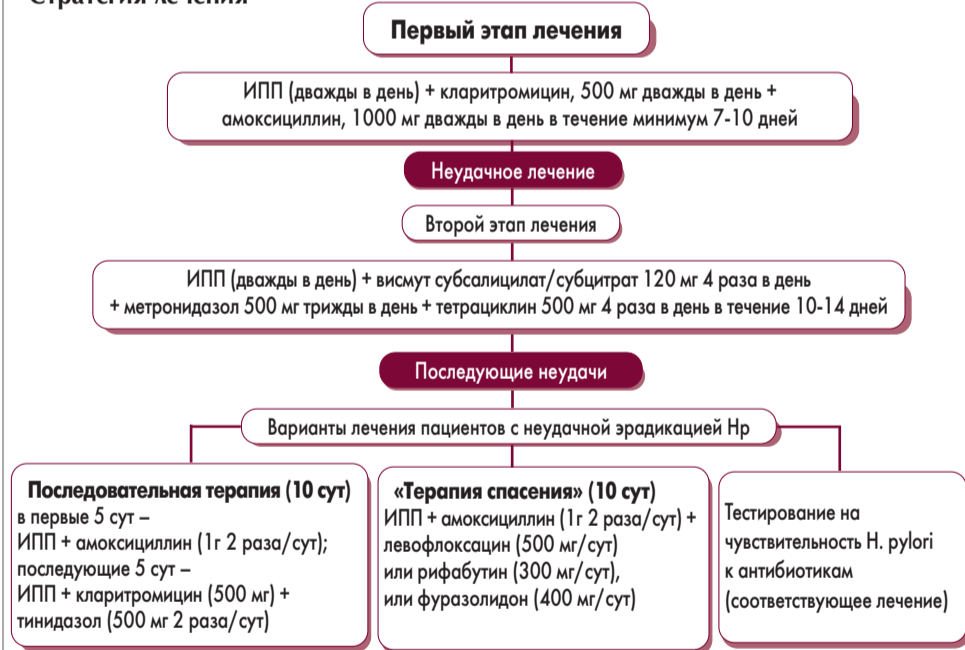 Стратегия лечения
Первый этап лечения
ИПП (дважды в день) + кларитромицин, 500 мг дважды в день +
амоксициллин, 1000 мг дважды в день в течение минимум 7-10 дней
Неудачное лечение
Второй этап лечения
ИПП (дважды в день) + висмут субсалицилат/субцитрат 120 мг 4 раза в день
+ метронидазол 500 мг трижды в день + тетрациклин 500 мг 4 раза в день в течение 10-14 дней
Последующие неудачи
Варианты лечения пациентов с неудачной эрадикацией Нр
Последовательная терапия (10 сут)
в первые 5 сут –
ИПП + амоксициллин (1г 2 раза/сут);
последующие 5 сут –
ИПП + кларитромицин (500 мг) +
тинидазол (500 мг 2 раза/сут)
«Терапия спасения» (10 сут)
ИПП + амоксициллин (1г 2 раза/сут) +
левофлоксацин (500 мг/сут)
или рифабутин (300 мг/сут),
или фуразолидон (400 мг/сут)
Тестирование на
чувствительность H. pylori
к антибиотикам
(соответствующее лечение)